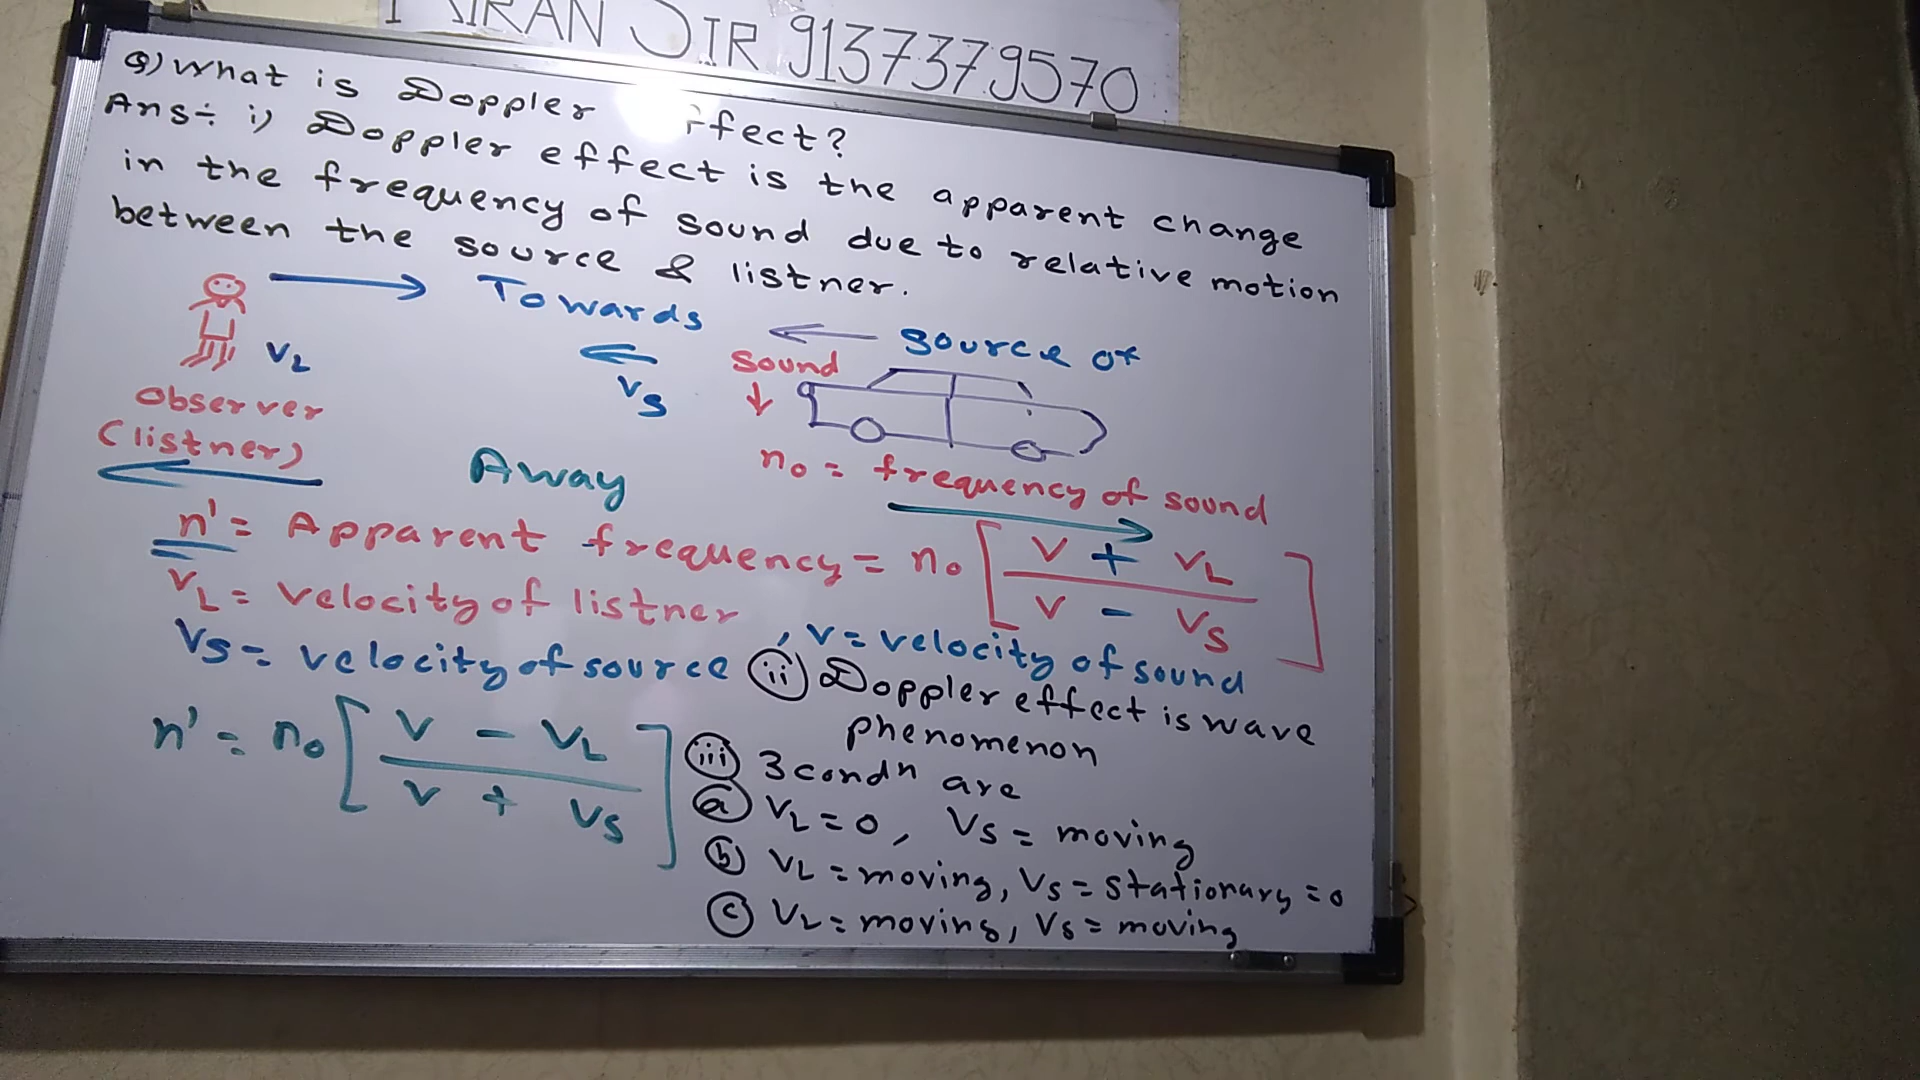 KIRAN SIR 9137379570
Q) What is Doppler Effect?
Ans÷ i) Doppler effect is the apparent change
in the frequency of sound due to relative motion
between the source & listner.
Towards
source of
sound
VL
Vs
observer
(listner)
Away
n₀ = frequency of sound
n' = Apparent frequency = n₀ [ V + VL / V - VS ]
VL = Velocity of listner
VS = velocity of source, v = velocity of sound
n' = n₀ [ V - VL / V + VS ]
(ii) Doppler effect is wave
phenomenon
(iii) 3 condn are
(a) VL = 0, VS = moving
(b) VL = moving, VS = stationary = 0
(c) VL = moving, VS = moving